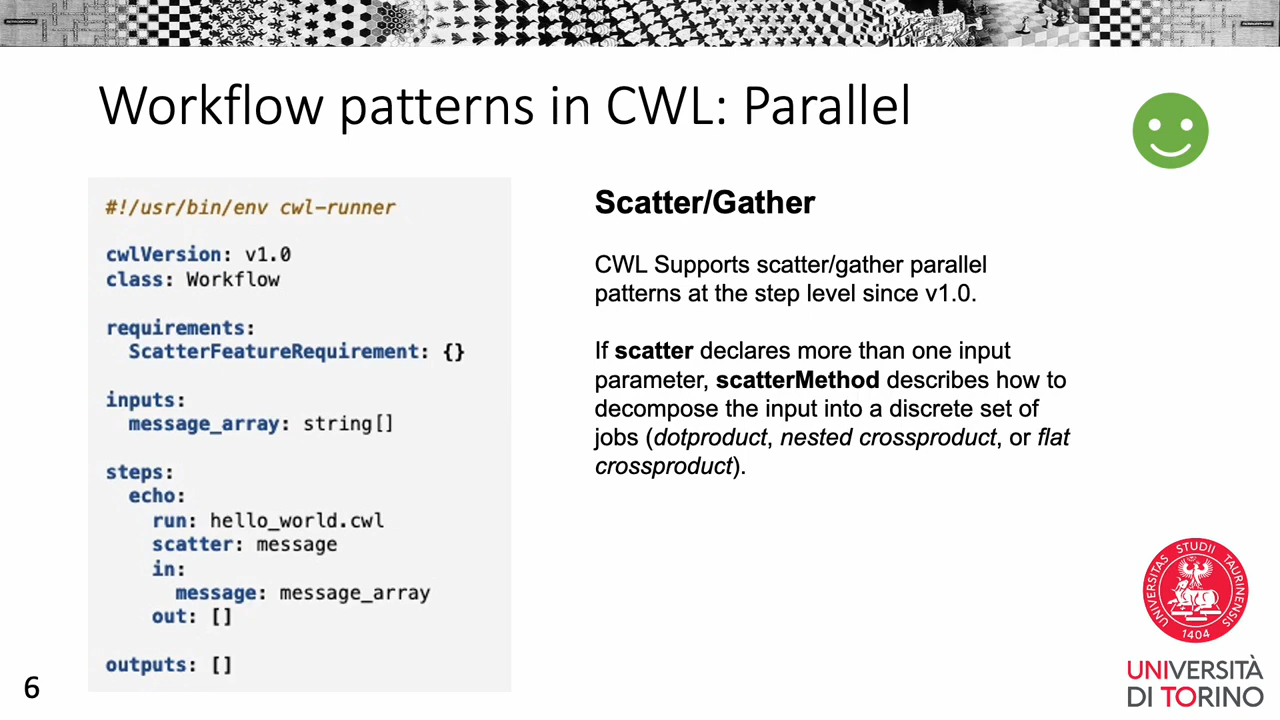 Workflow patterns in CWL: Parallel
#!/usr/bin/env cwl-runner
cwlVersion: v1.0
class: Workflow
requirements:
ScatterFeatureRequirement: {}
inputs:
message_array: string[]
steps:
echo:
run: hello_world.cwl
scatter: message
in:
message: message_array
out: []
outputs: []
Scatter/Gather
CWL Supports scatter/gather parallel
patterns at the step level since v1.0.
If scatter declares more than one input
parameter, scatterMethod describes how to
decompose the input into a discrete set of
jobs (dotproduct, nested crossproduct, or flat
crossproduct).
UNIVERSITAS STUDII TAURINENSIS
1404
UNIVERSITÀ
DI TORINO
6